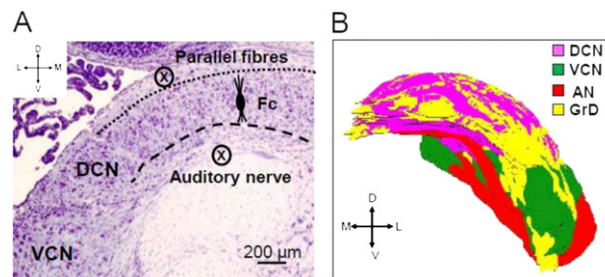 A
B
D
L M
V
Parallel fibres
X
Fc
DCN
X
Auditory nerve
VCN
200 µm
DCN
VCN
AN
GrD
D
M L
V